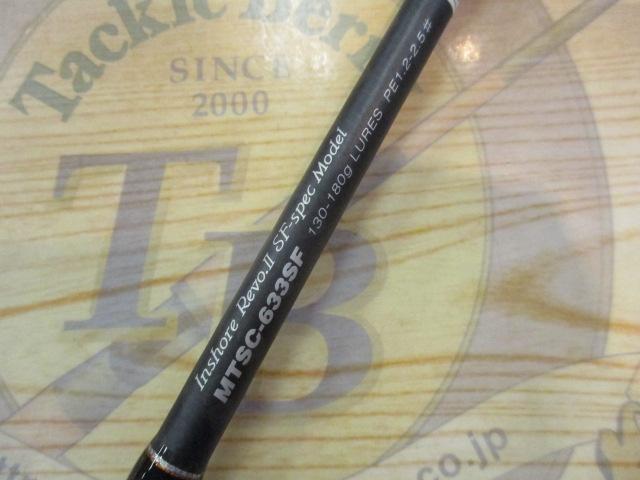 Tackle Berry
SINCE
2000
TB
Inshore Revo.II SF-spec Model
MTSC-633SF 130-180g LURES PE1.2-2.5#
co.jp